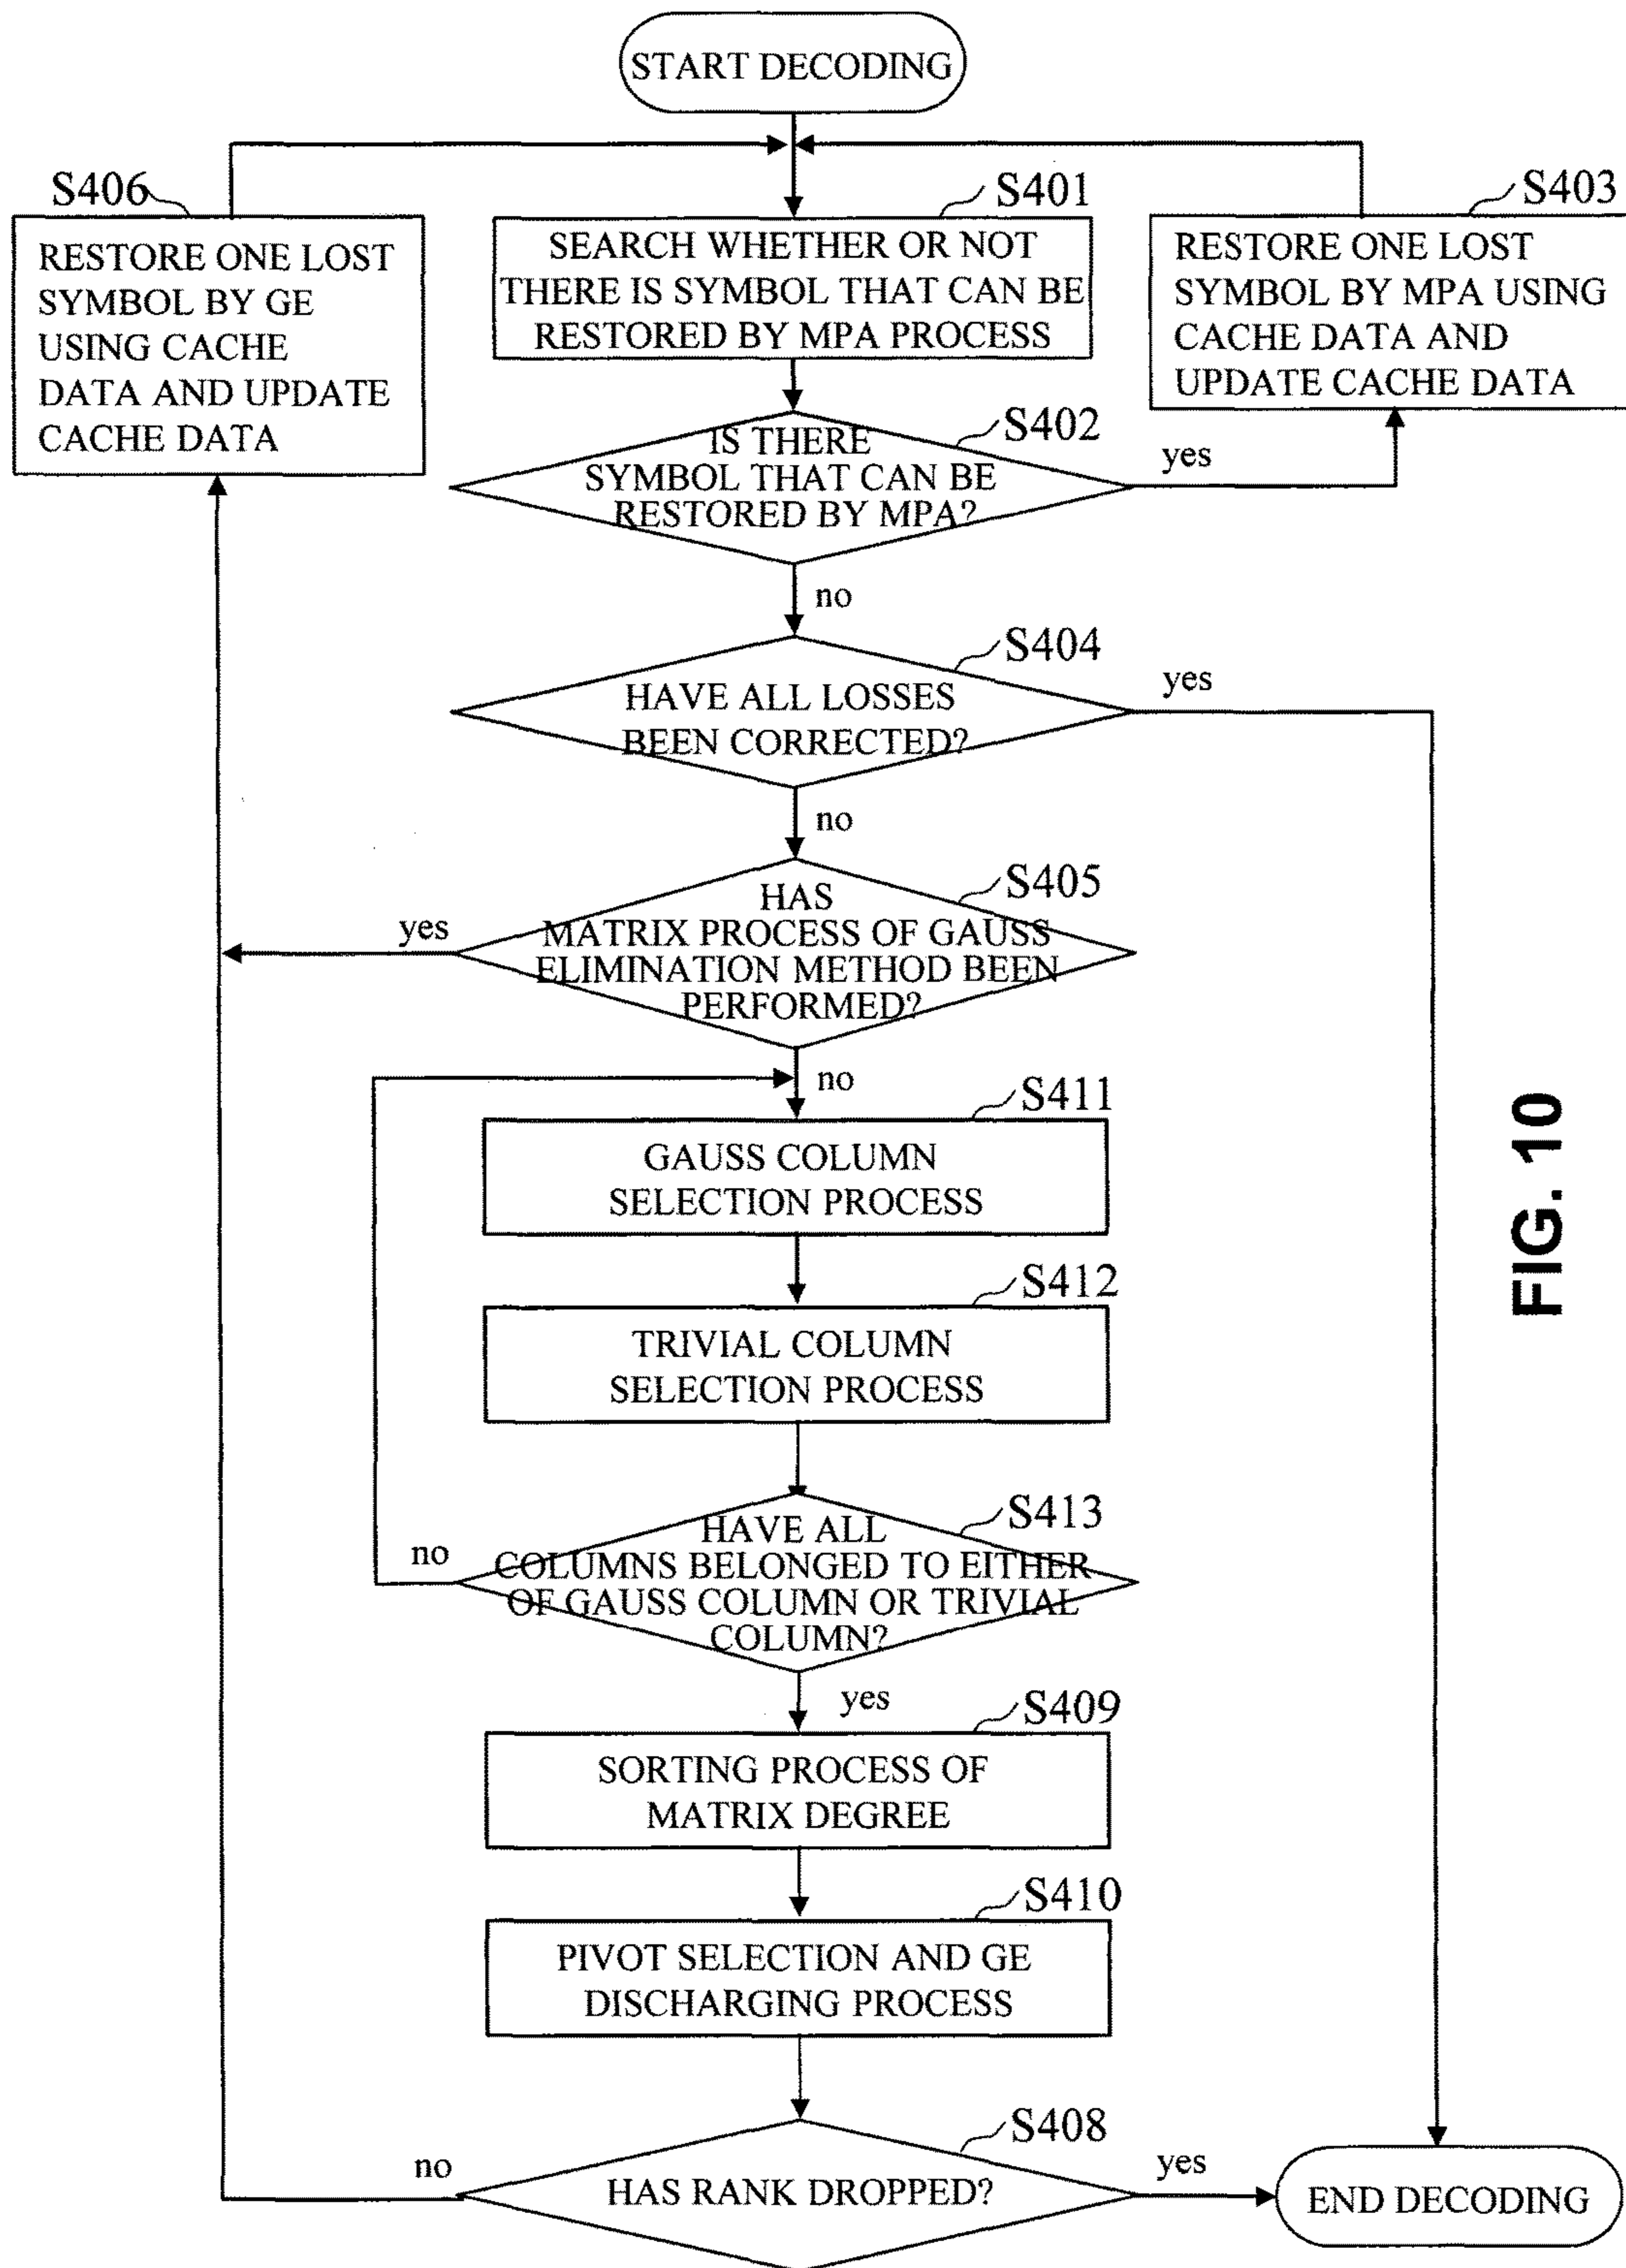 START DECODING
S406
S401
S403
RESTORE ONE LOST
SYMBOL BY GE
USING CACHE
DATA AND UPDATE
CACHE DATA
SEARCH WHETHER OR NOT
THERE IS SYMBOL THAT CAN BE
RESTORED BY MPA PROCESS
RESTORE ONE LOST
SYMBOL BY MPA USING
CACHE DATA AND
UPDATE CACHE DATA
S402
IS THERE
SYMBOL THAT CAN BE
RESTORED BY MPA?
yes
no
S404
HAVE ALL LOSSES
BEEN CORRECTED?
yes
no
S405
HAS
MATRIX PROCESS OF GAUSS
ELIMINATION METHOD BEEN
PERFORMED?
yes
no
S411
GAUSS COLUMN
SELECTION PROCESS
S412
TRIVIAL COLUMN
SELECTION PROCESS
S413
HAVE ALL
COLUMNS BELONGED TO EITHER
OF GAUSS COLUMN OR TRIVIAL
COLUMN?
no
yes
S409
SORTING PROCESS OF
MATRIX DEGREE
S410
PIVOT SELECTION AND GE
DISCHARGING PROCESS
S408
HAS RANK DROPPED?
no
yes
END DECODING
FIG. 10